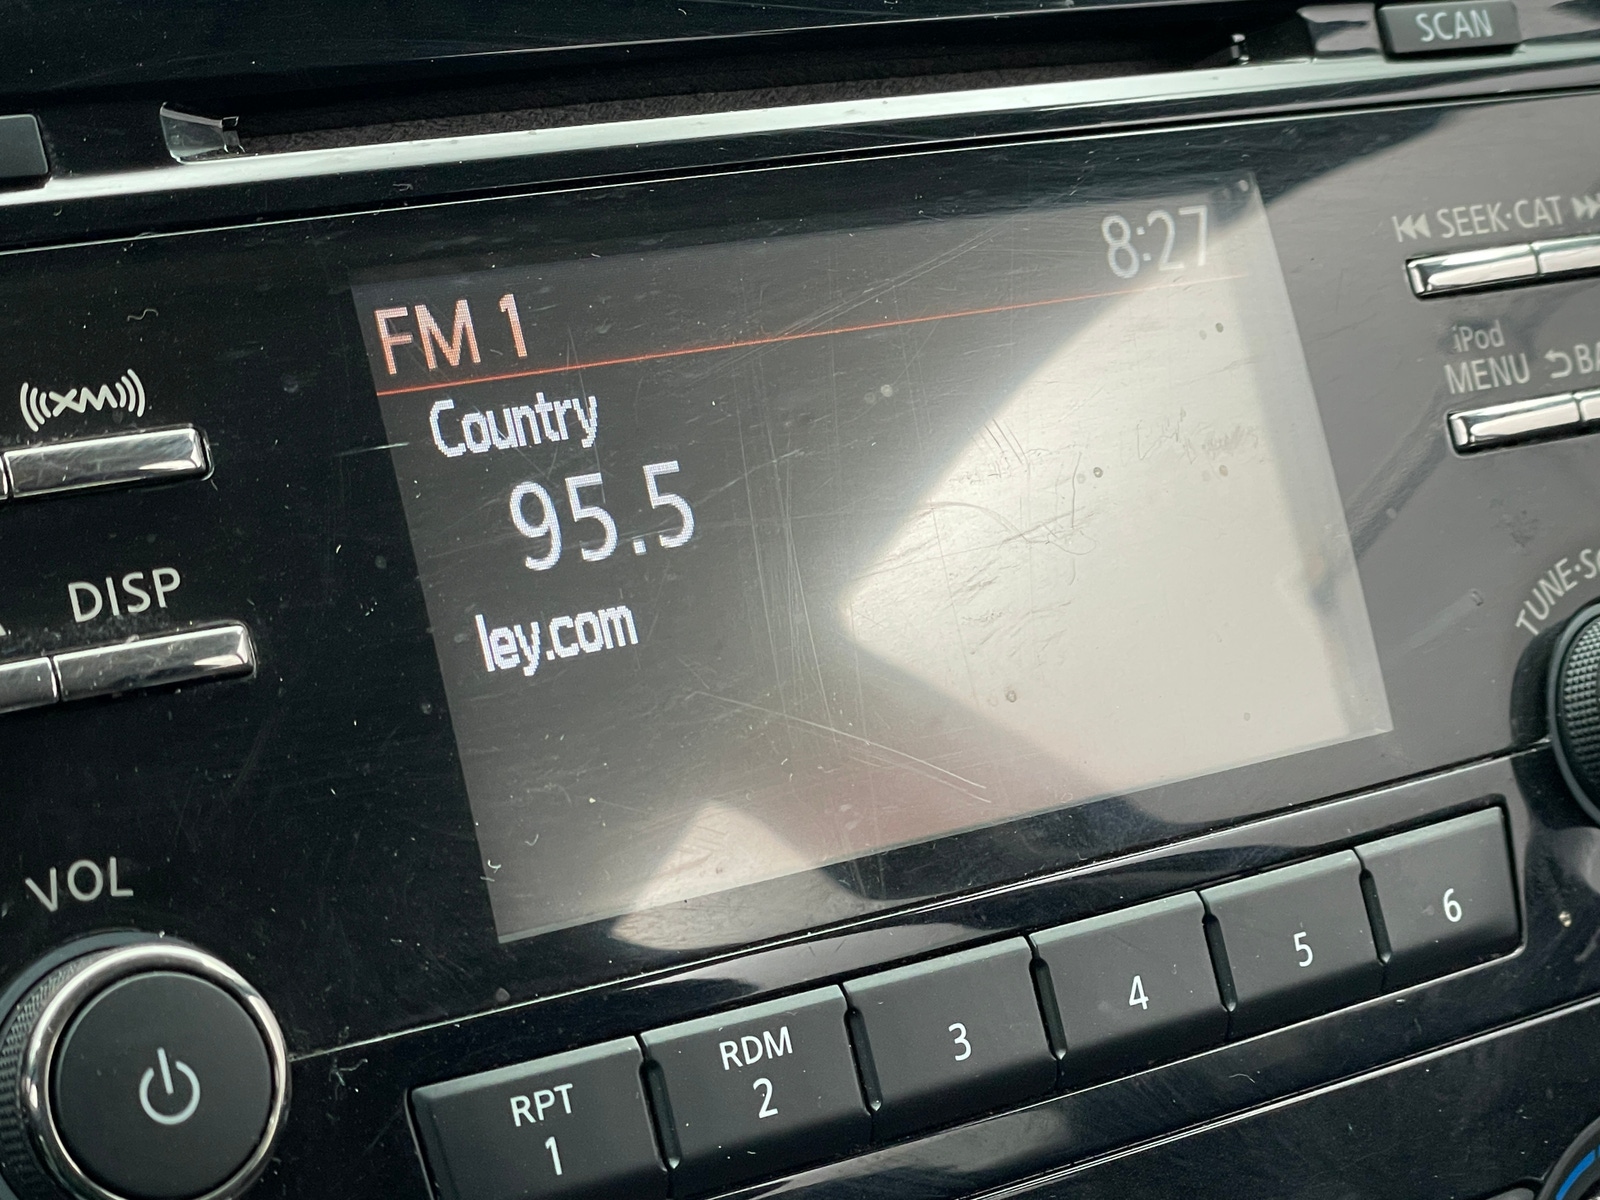 SCAN
SEEK·CAT
8:27
FM 1
iPod
MENU
XM
Country
95.5
DISP
ley.com
VOL
6
5
4
3
RDM
2
RPT
1